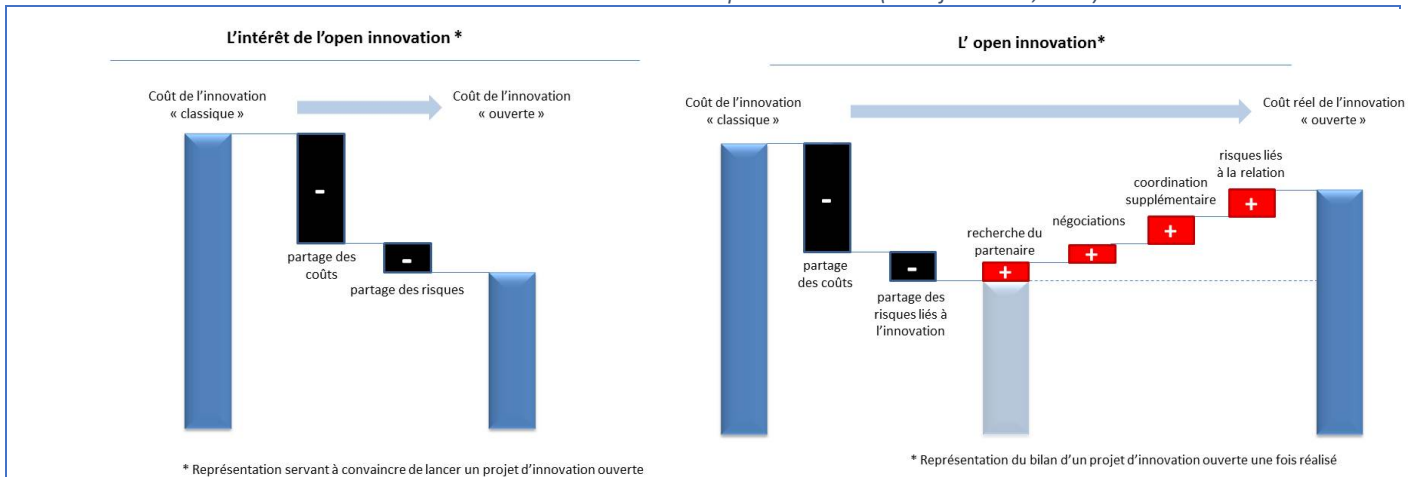 L'intérêt de l'open innovation *
Coût de l'innovation
« classique »
Coût de l'innovation
« ouverte »
-
partage des
coûts
-
partage des risques
* Représentation servant à convaincre de lancer un projet d'innovation ouverte
L' open innovation*
Coût de l'innovation
« classique »
Coût réel de l'innovation
« ouverte »
-
partage
des coûts
-
partage des
risques liés à
l'innovation
recherche du
partenaire
+
négociations
+
coordination
supplémentaire
+
risques liés
à la relation
+
* Représentation du bilan d'un projet d'innovation ouverte une fois réalisé